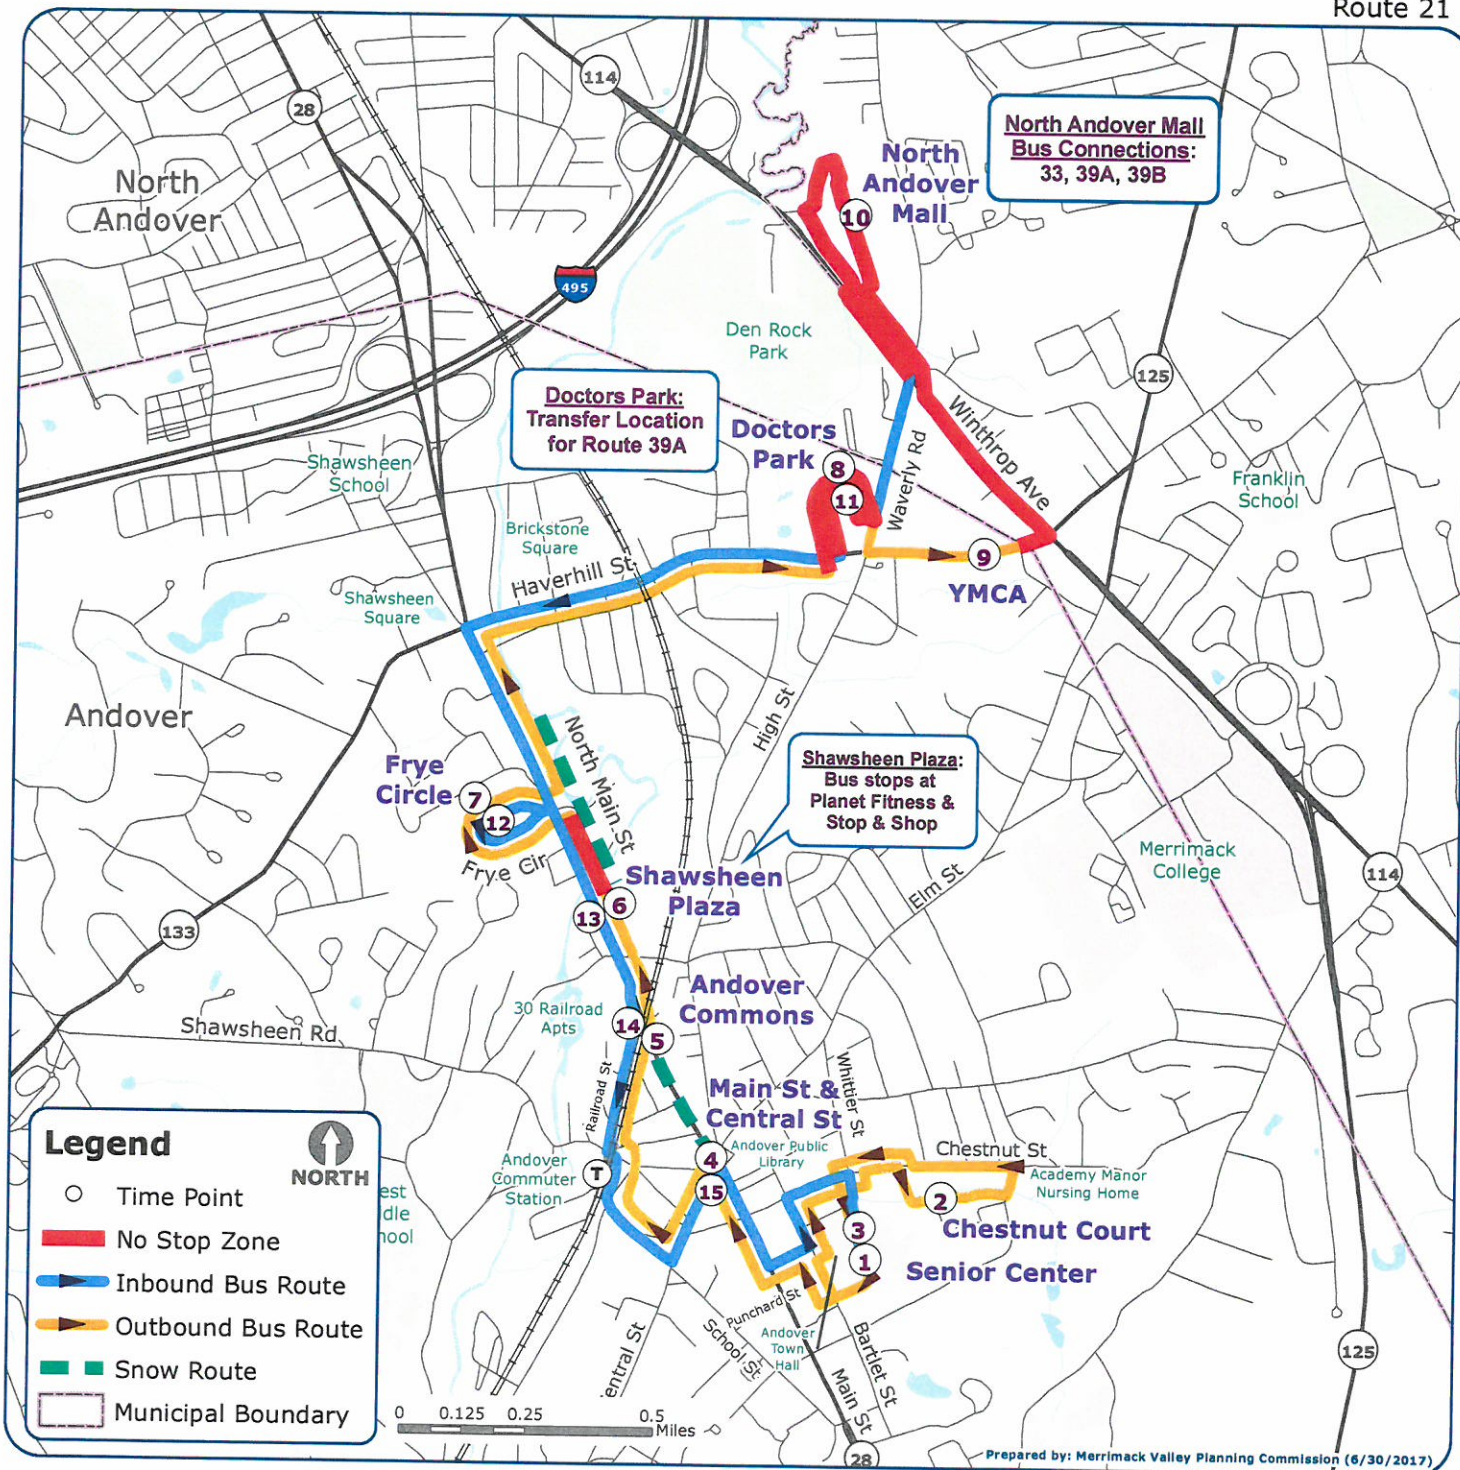 Route 21
114
28
North
Andover
495
North
Andover
Mall
10
North Andover Mall
Bus Connections:
33, 39A, 39B
Den Rock
Park
125
Doctors Park:
Transfer Location
for Route 39A
Doctors
Park
8
11
Waverly Rd
Winthrop Ave
Franklin
School
Shawsheen
School
Brickstone
Square
Haverhill St
9
YMCA
Shawsheen
Square
Andover
High St
North Main St
Frye
Circle
7
12
Frye Cir
Shawsheen Plaza:
Bus stops at
Planet Fitness &
Stop & Shop
Shawsheen
Plaza
6
13
Elm St
Merrimack
College
114
133
Andover
Commons
30 Railroad
Apts
14
5
Shawsheen Rd
Railroad St
Main St &
Central St
Whittier St
4
15
Andover Public
Library
Chestnut St
Academy Manor
Nursing Home
Andover
Commuter
Station
T
2
Chestnut Court
3
1
Senior Center
Punchard St
School St
Andover
Town
Hall
Bartlet St
Main St
entral St
125
28
est
dle
hool
Legend
NORTH
Time Point
No Stop Zone
Inbound Bus Route
Outbound Bus Route
Snow Route
Municipal Boundary
0 0.125 0.25 0.5
Miles
Prepared by: Merrimack Valley Planning Commission (6/30/2017)